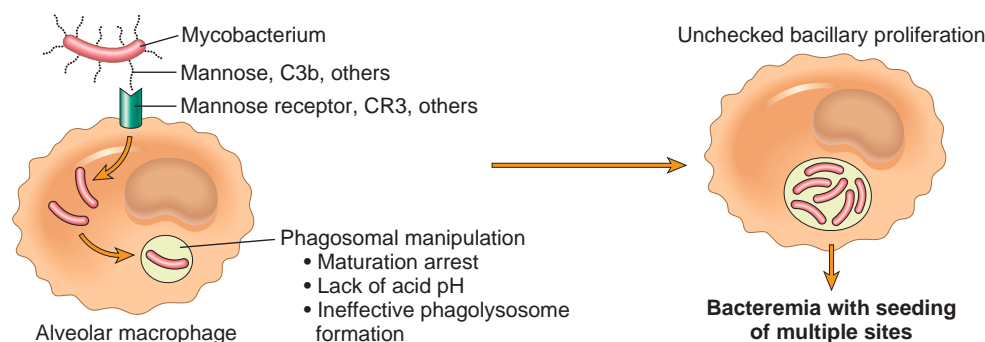 Mycobacterium
Mannose, C3b, others
Mannose receptor, CR3, others
Phagosomal manipulation
• Maturation arrest
• Lack of acid pH
• Ineffective phagolysosome
formation
Alveolar macrophage
Unchecked bacillary proliferation
Bacteremia with seeding
of multiple sites